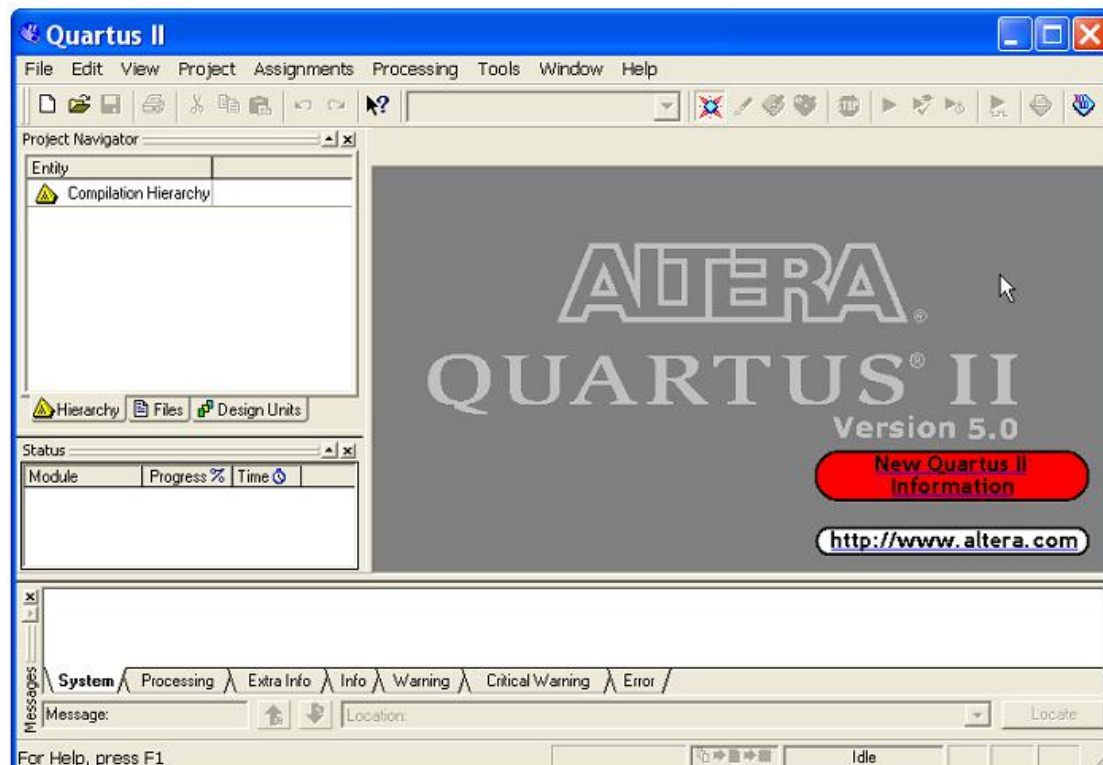 Quartus II
File Edit View Project Assignments Processing Tools Window Help
Project Navigator
Entity
Compilation Hierarchy
Hierarchy Files Design Units
Status
Module Progress % Time
ALTERA®
QUARTUS® II
Version 5.0
New Quartus II
Information
http://www.altera.com
Messages
System Processing Extra Info Info Warning Critical Warning Error
Message: Location: Locate
For Help, press F1 Idle